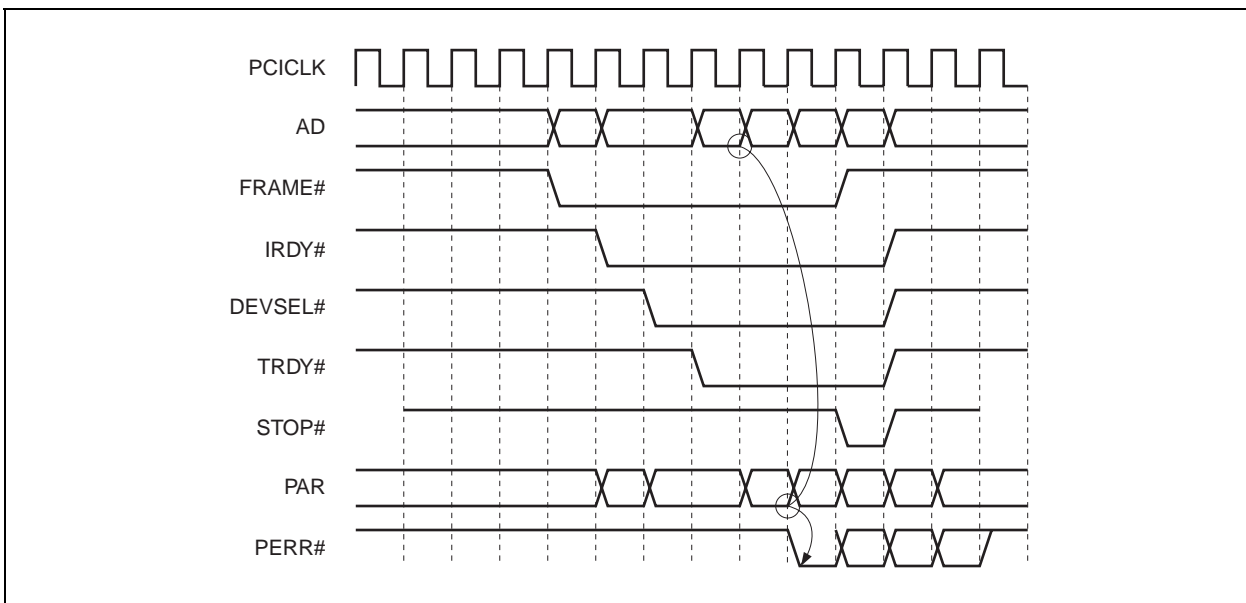 PCICLK
AD
FRAME#
IRDY#
DEVSEL#
TRDY#
STOP#
PAR
PERR#